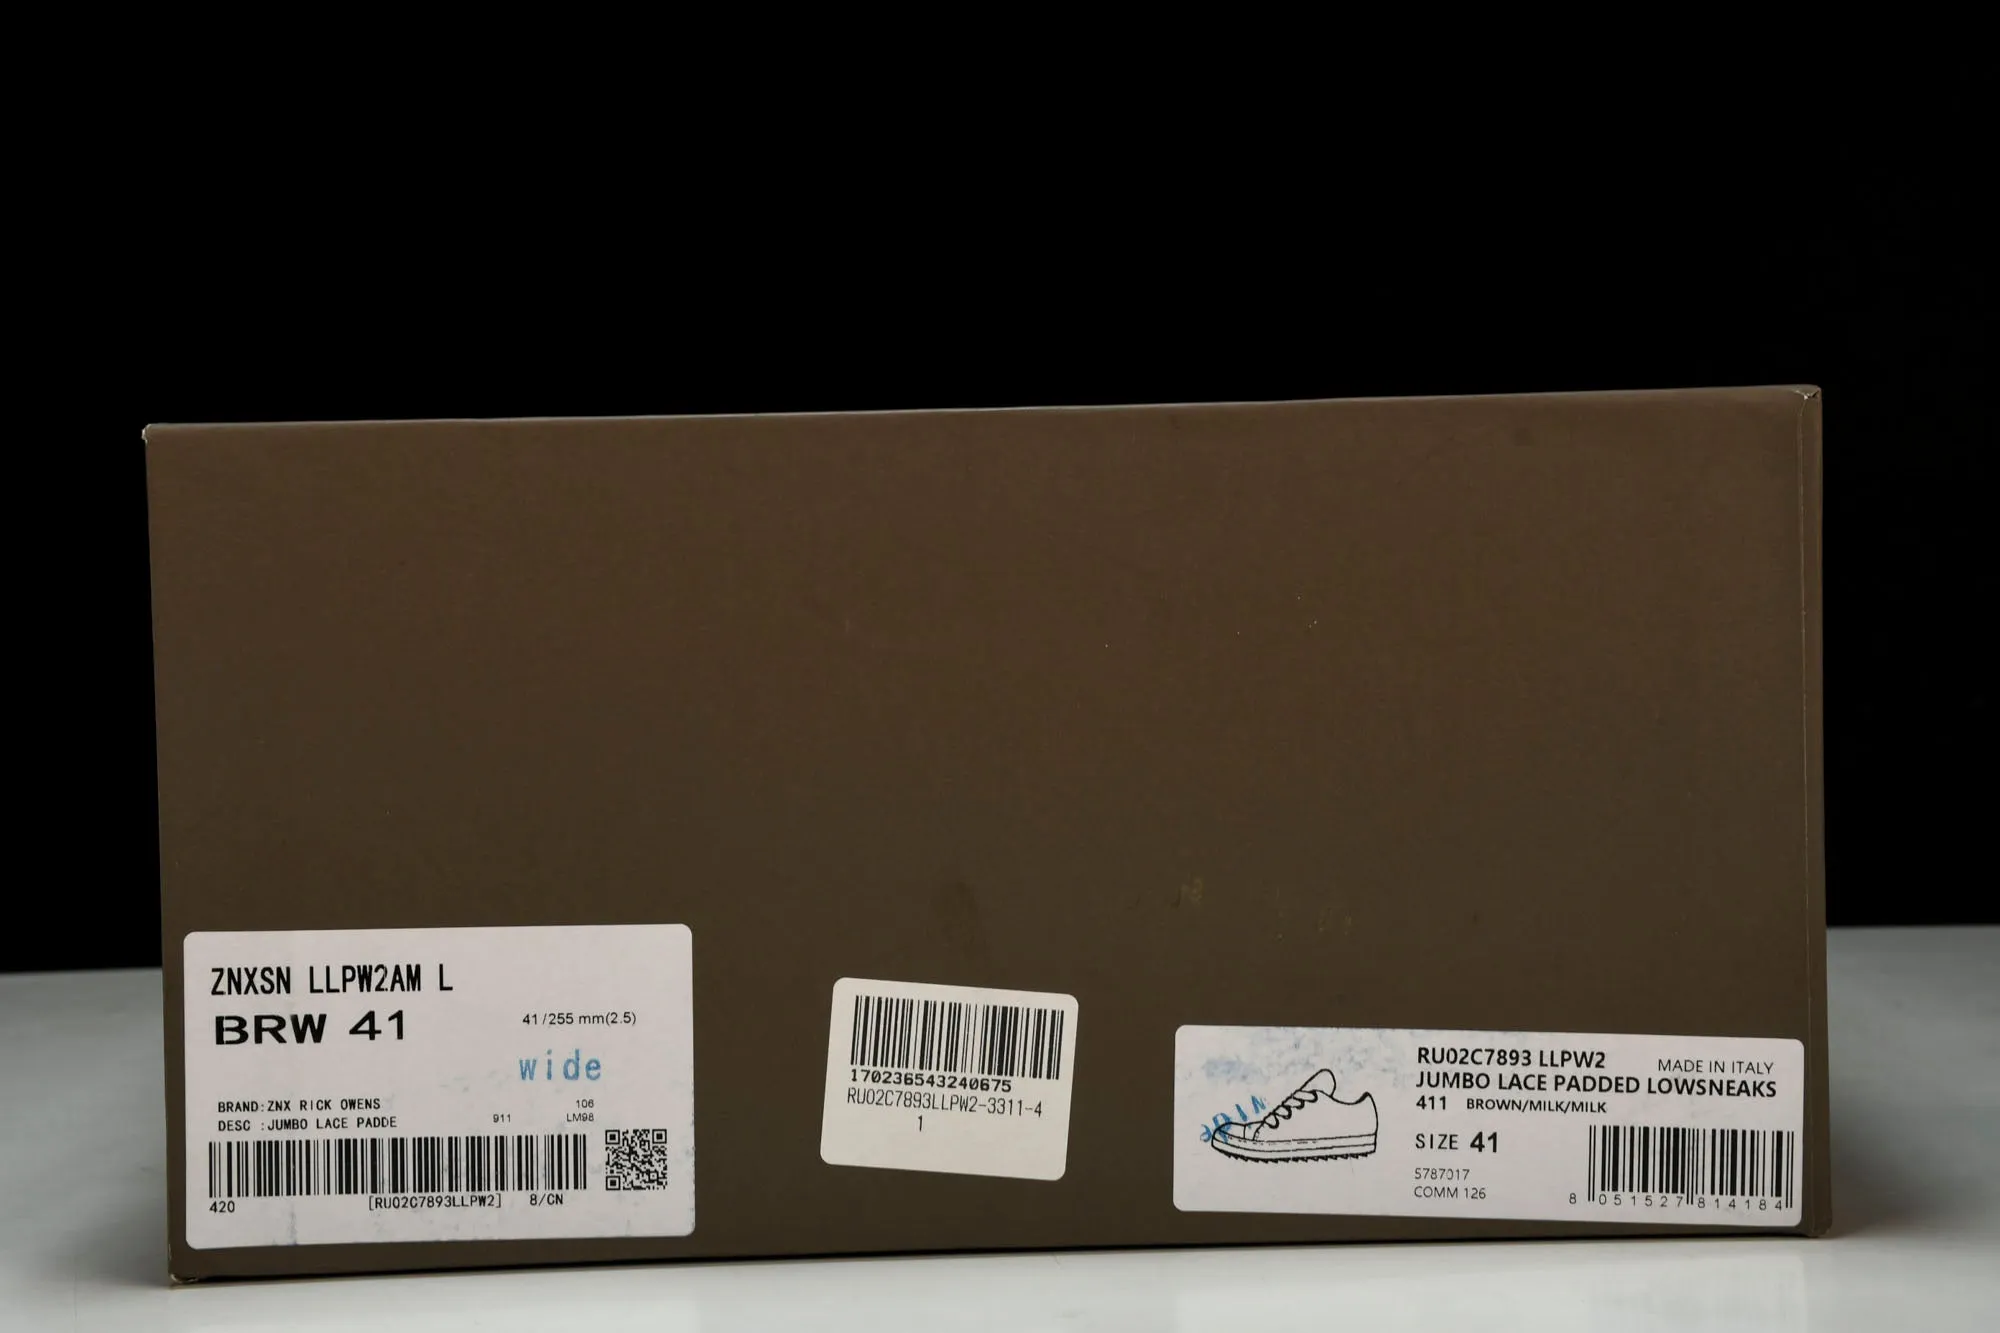 ZNXSN LLPW2AM L
BRW 41
41/255 mm(2.5)
wide
BRAND:ZNX RICK OWENS
106
DESC :JUMBO LACE PADDE
911
LM98
420
[RU02C7893LLPW2]
8/CN
170236543240675
RU02C7893LLPW2-3311-4
1
RU02C7893 LLPW2
MADE IN ITALY
JUMBO LACE PADDED LOWSNEAKS
411 BROWN/MILK/MILK
SIZE 41
5787017
COMM 126
8 051527 814184